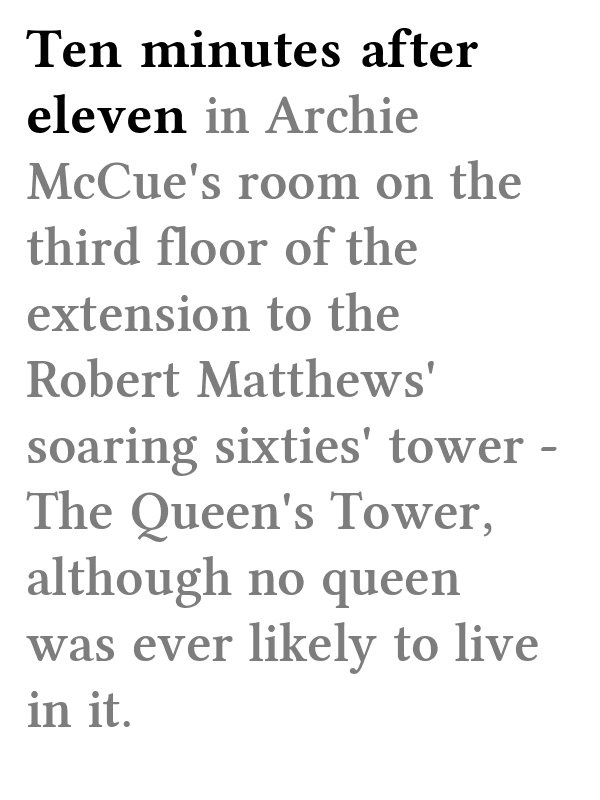 Ten minutes after
eleven in Archie
McCue's room on the
third floor of the
extension to the
Robert Matthews'
soaring sixties' tower -
The Queen's Tower,
although no queen
was ever likely to live
in it.